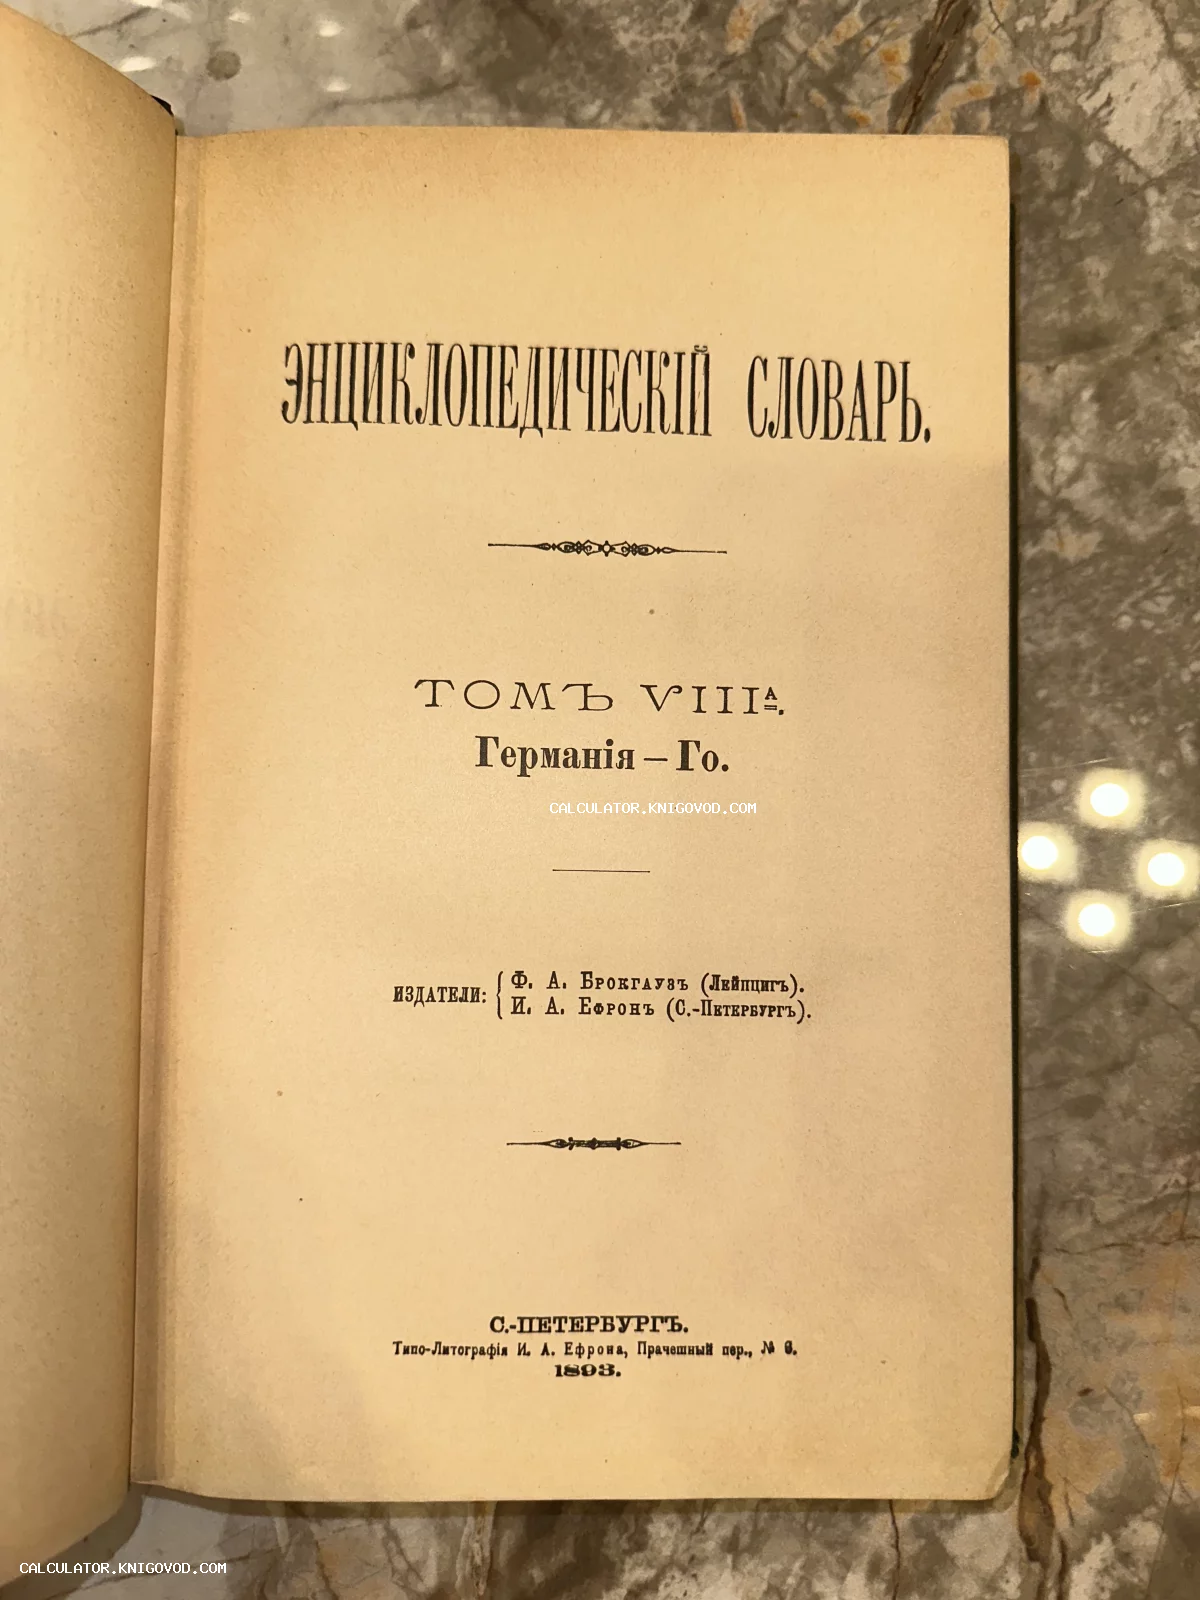 ЭНЦИКЛОПЕДИЧЕСКІЙ СЛОВАРЬ.
ТОМЪ VIIIА.
Германія — Го.
CALCULATOR.KNIGOVOD.COM
ИЗДАТЕЛИ: { Ф. А. Брокгаузъ (Лейпцигъ).
И. А. Ефронъ (С.-Петербургъ).
С.-ПЕТЕРБУРГЪ.
Типо-Литографія И. А. Ефрона, Прачешный пер., № 6.
1893.
CALCULATOR.KNIGOVOD.COM